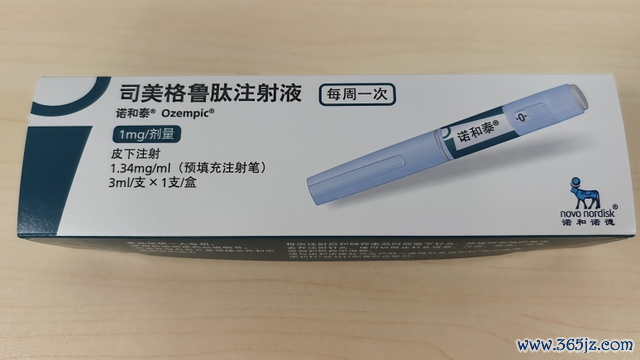 司美格鲁肽注射液
每周一次
诺和泰® Ozempic®
1mg/剂量
皮下注射
1.34mg/ml（预填充注射笔）
3ml/支×1支/盒
诺和泰®
novo nordisk®
诺和诺德
www.365jz.com